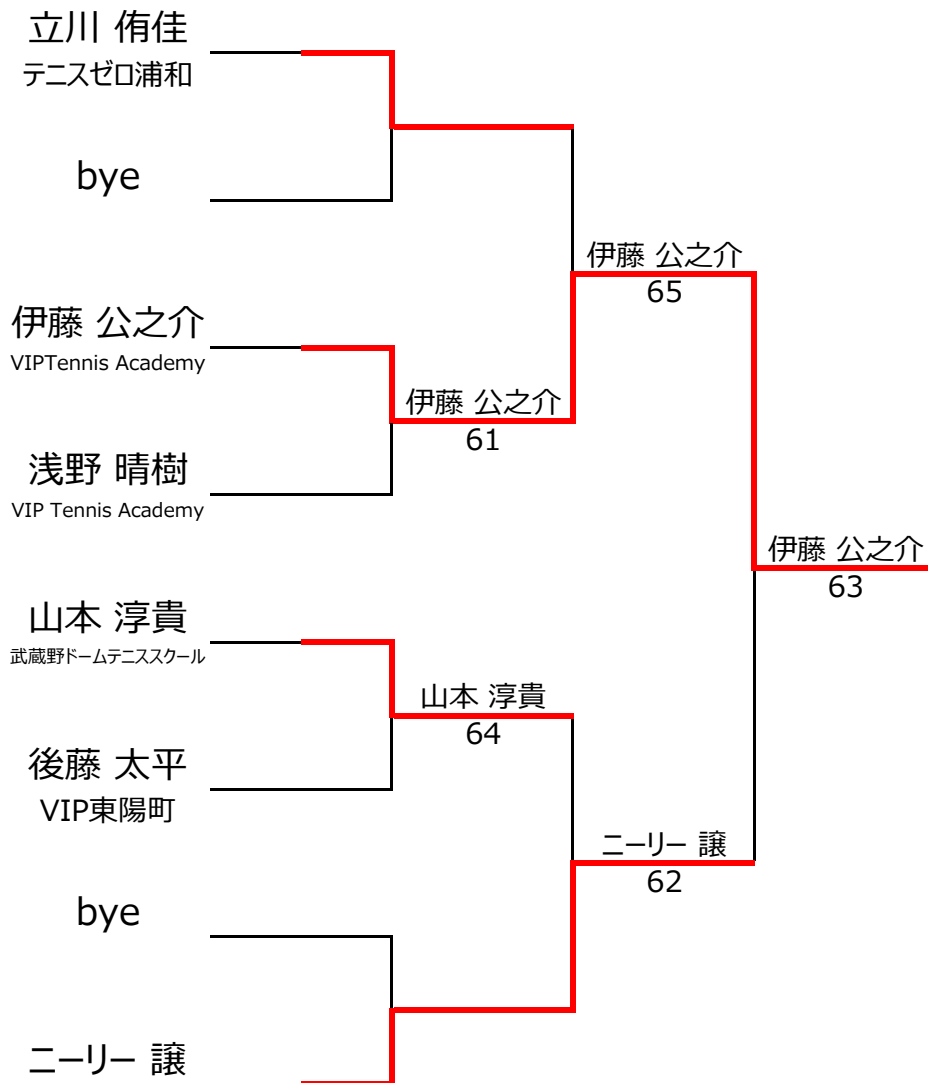 立川 侑佳
テニスゼロ浦和
bye
伊藤 公之介
65
伊藤 公之介
VIPTennis Academy
伊藤 公之介
61
浅野 晴樹
VIP Tennis Academy
伊藤 公之介
63
山本 淳貴
武蔵野ドームテニススクール
山本 淳貴
64
後藤 太平
VIP東陽町
ニーリー 譲
62
bye
ニーリー 譲